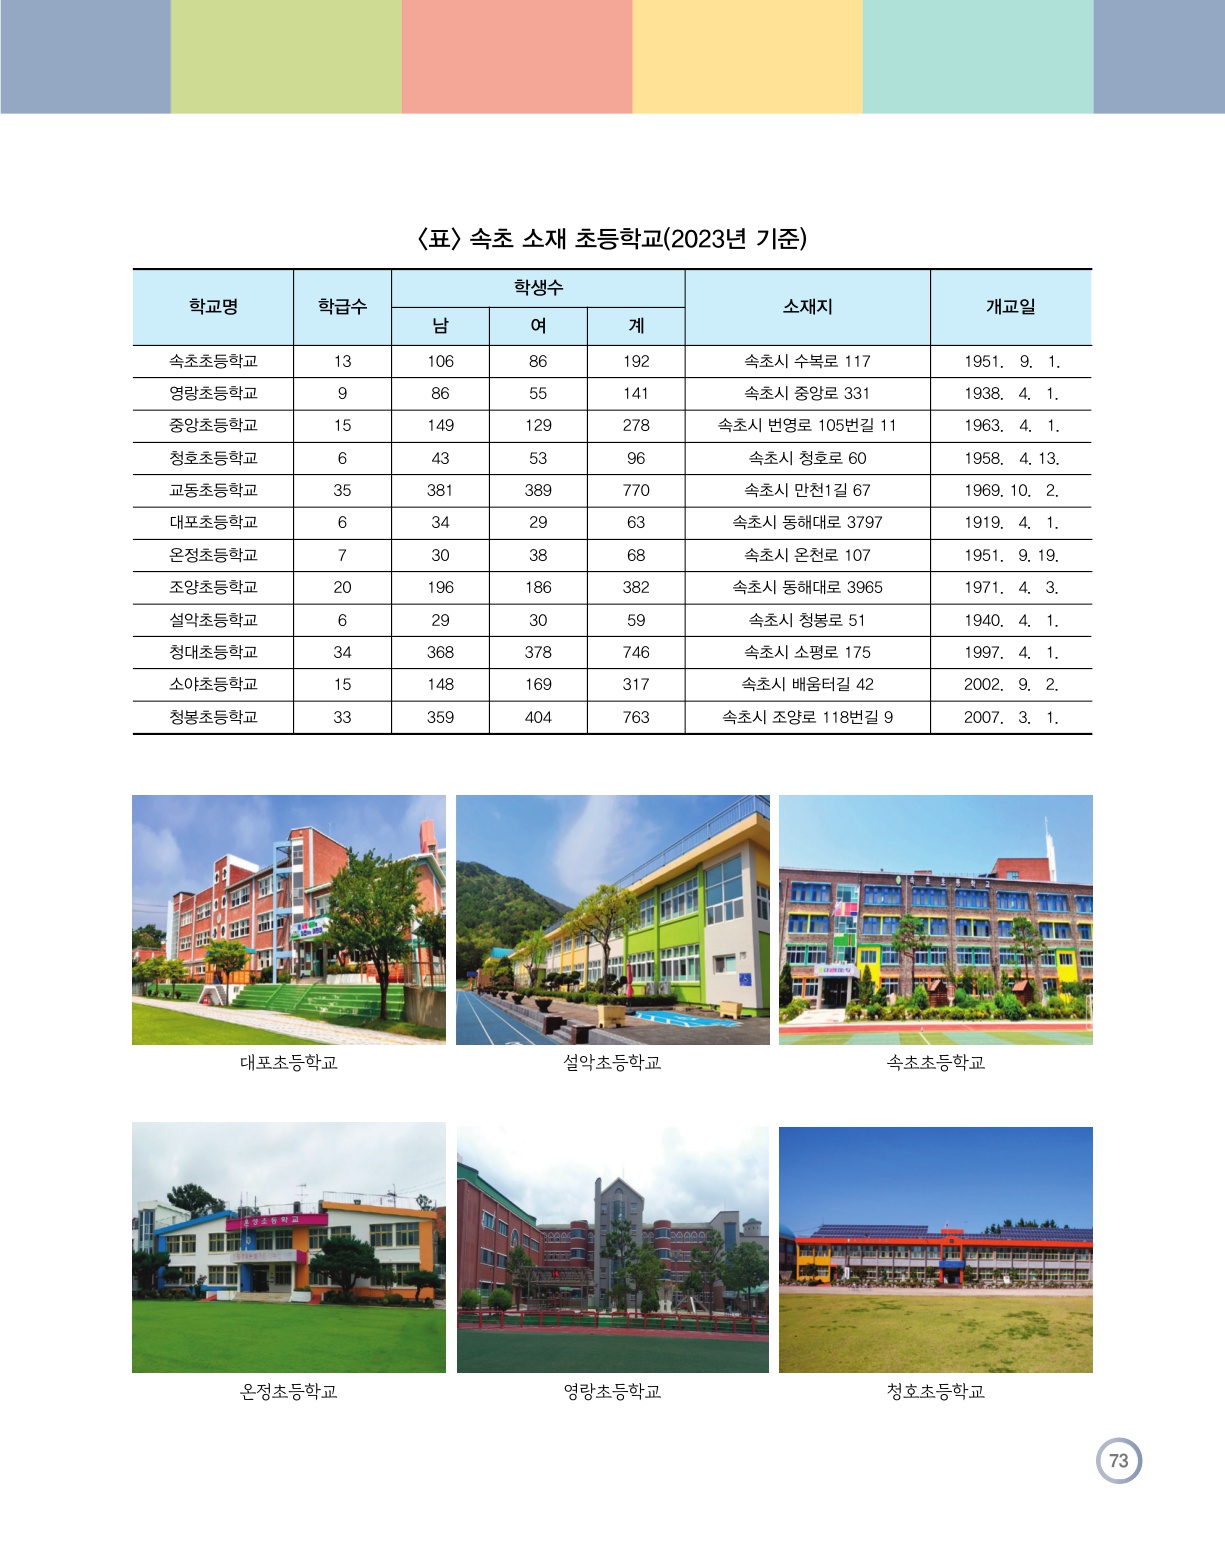 〈표〉 속초 소재 초등학교(2023년 기준)
학교명 학급수 학생수 소재지 개교일
남 여 계
속초초등학교 13 106 86 192 속초시 수복로 117 1951. 9. 1.
영랑초등학교 9 86 55 141 속초시 중앙로 331 1938. 4. 1.
중앙초등학교 15 149 129 278 속초시 번영로 105번길 11 1963. 4. 1.
청호초등학교 6 43 53 96 속초시 청호로 60 1958. 4. 13.
교동초등학교 35 381 389 770 속초시 만천1길 67 1969. 10. 2.
대포초등학교 6 34 29 63 속초시 동해대로 3797 1919. 4. 1.
온정초등학교 7 30 38 68 속초시 온천로 107 1951. 9. 19.
조양초등학교 20 196 186 382 속초시 동해대로 3965 1971. 4. 3.
설악초등학교 6 29 30 59 속초시 청봉로 51 1940. 4. 1.
청대초등학교 34 368 378 746 속초시 소평로 175 1997. 4. 1.
소야초등학교 15 148 169 317 속초시 배움터길 42 2002. 9. 2.
청봉초등학교 33 359 404 763 속초시 조양로 118번길 9 2007. 3. 1.
대포초등학교 설악초등학교 속초초등학교
온정초등학교
온정초등학교 영랑초등학교 청호초등학교
73